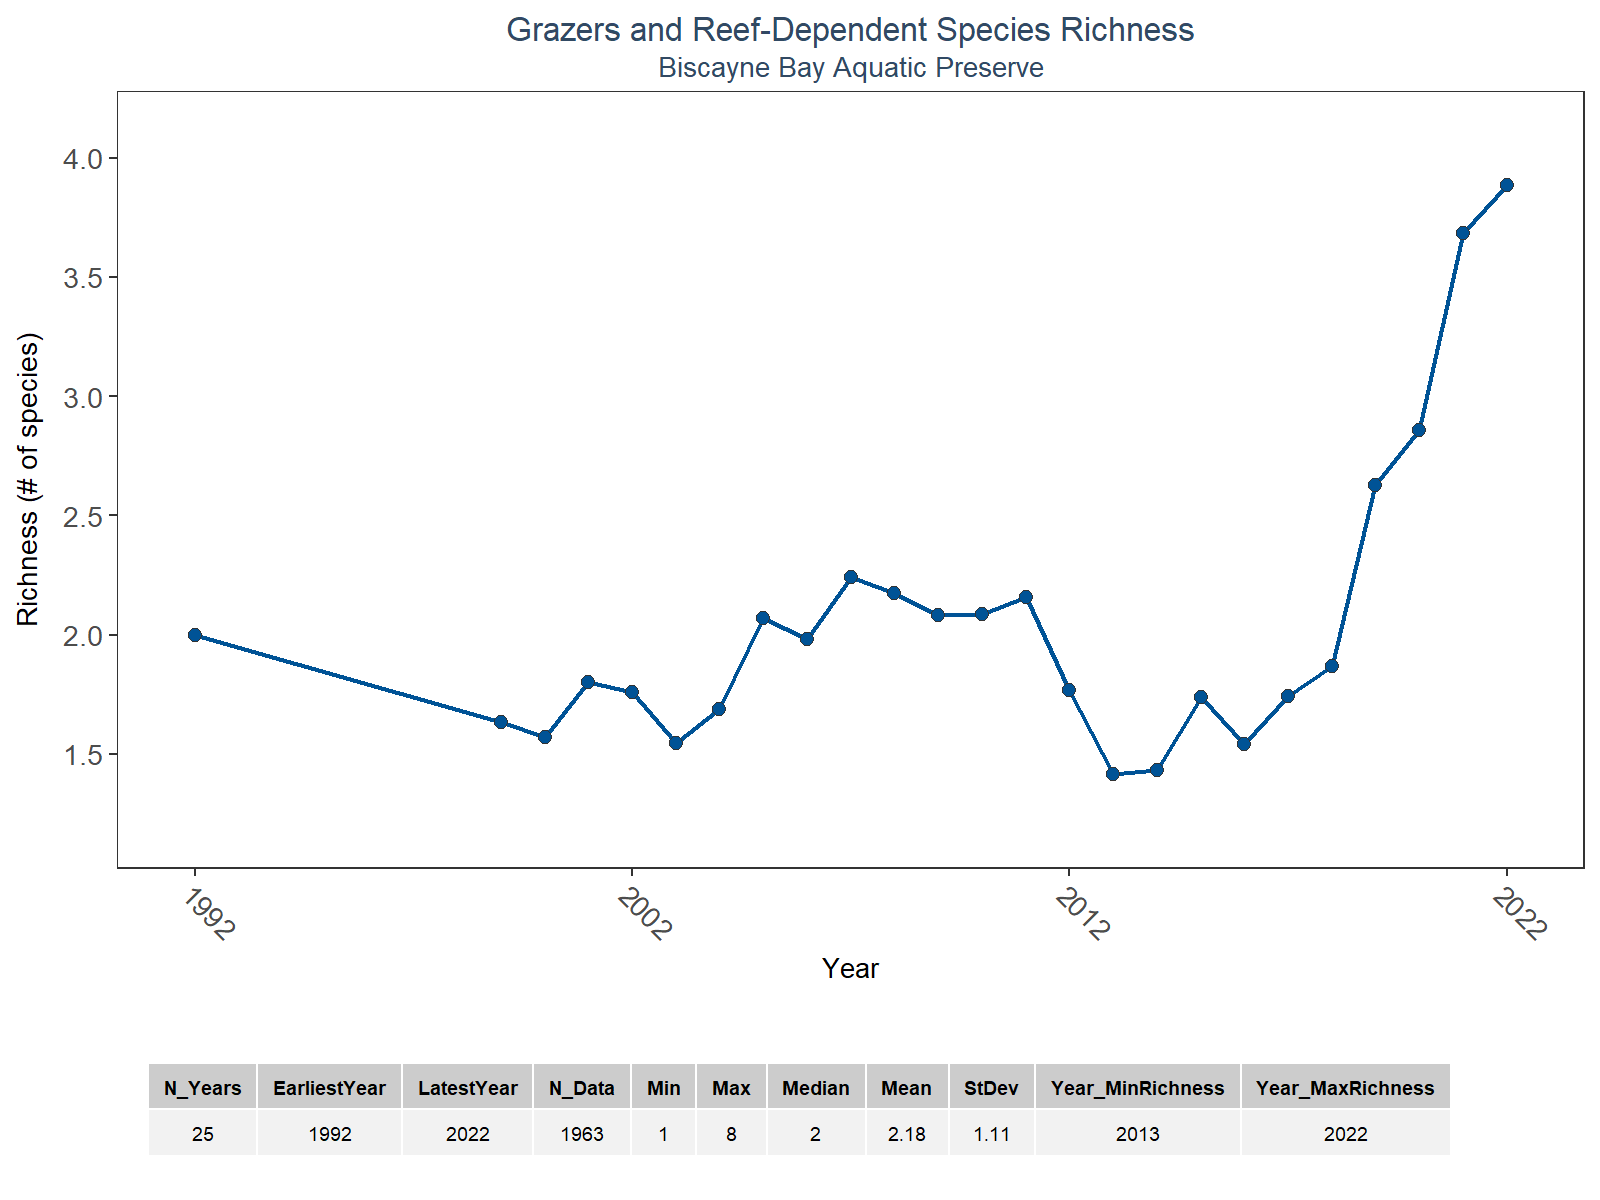 Grazers and Reef-Dependent Species Richness
Biscayne Bay Aquatic Preserve
Richness (# of species)
4.0
3.5
3.0
2.5
2.0
1.5
1992 2002 2012 2022
Year
N_Years EarliestYear LatestYear N_Data Min Max Median Mean StDev Year_MinRichness Year_MaxRichness
25 1992 2022 1963 1 8 2 2.18 1.11 2013 2022